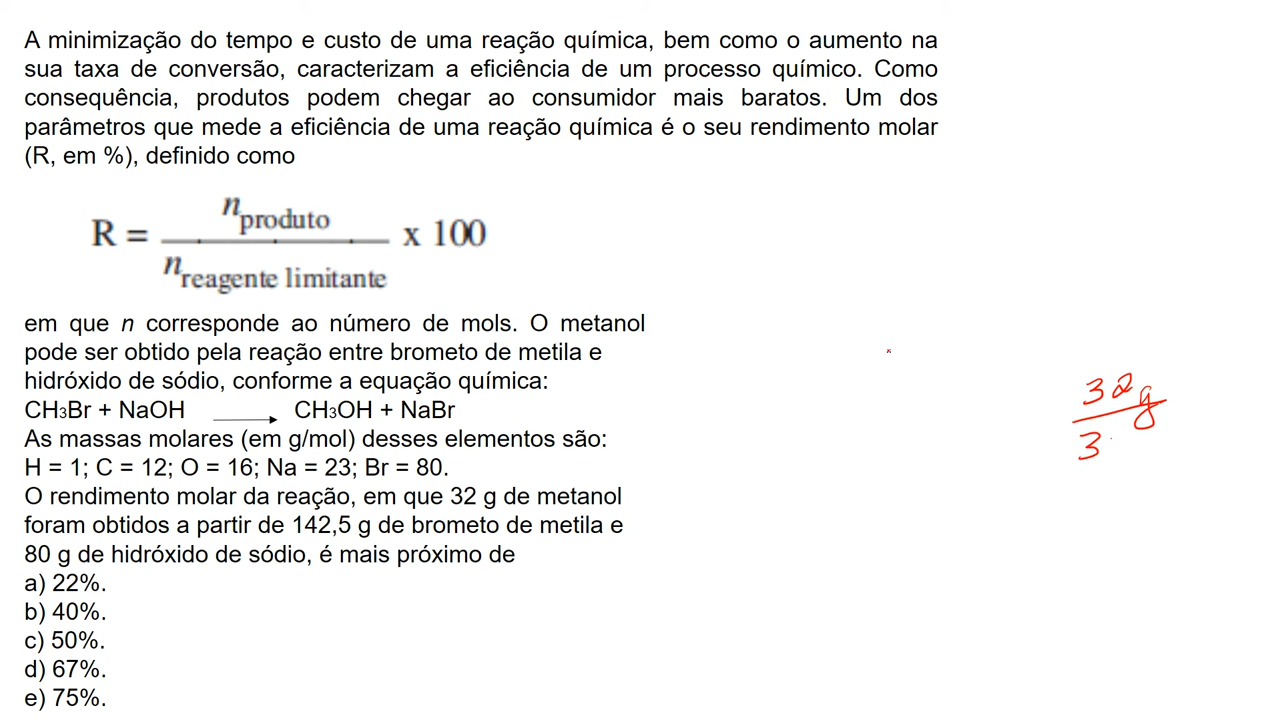 A minimização do tempo e custo de uma reação química, bem como o aumento na
sua taxa de conversão, caracterizam a eficiência de um processo químico. Como
consequência, produtos podem chegar ao consumidor mais baratos. Um dos
parâmetros que mede a eficiência de uma reação química é o seu rendimento molar
(R, em %), definido como
R = n produto / n reagente limitante x 100
em que n corresponde ao número de mols. O metanol
pode ser obtido pela reação entre brometo de metila e
hidróxido de sódio, conforme a equação química:
CH₃Br + NaOH ⟶ CH₃OH + NaBr
As massas molares (em g/mol) desses elementos são:
H = 1; C = 12; O = 16; Na = 23; Br = 80.
O rendimento molar da reação, em que 32 g de metanol
foram obtidos a partir de 142,5 g de brometo de metila e
80 g de hidróxido de sódio, é mais próximo de
a) 22%.
b) 40%.
c) 50%.
d) 67%.
e) 75%.
32g
3